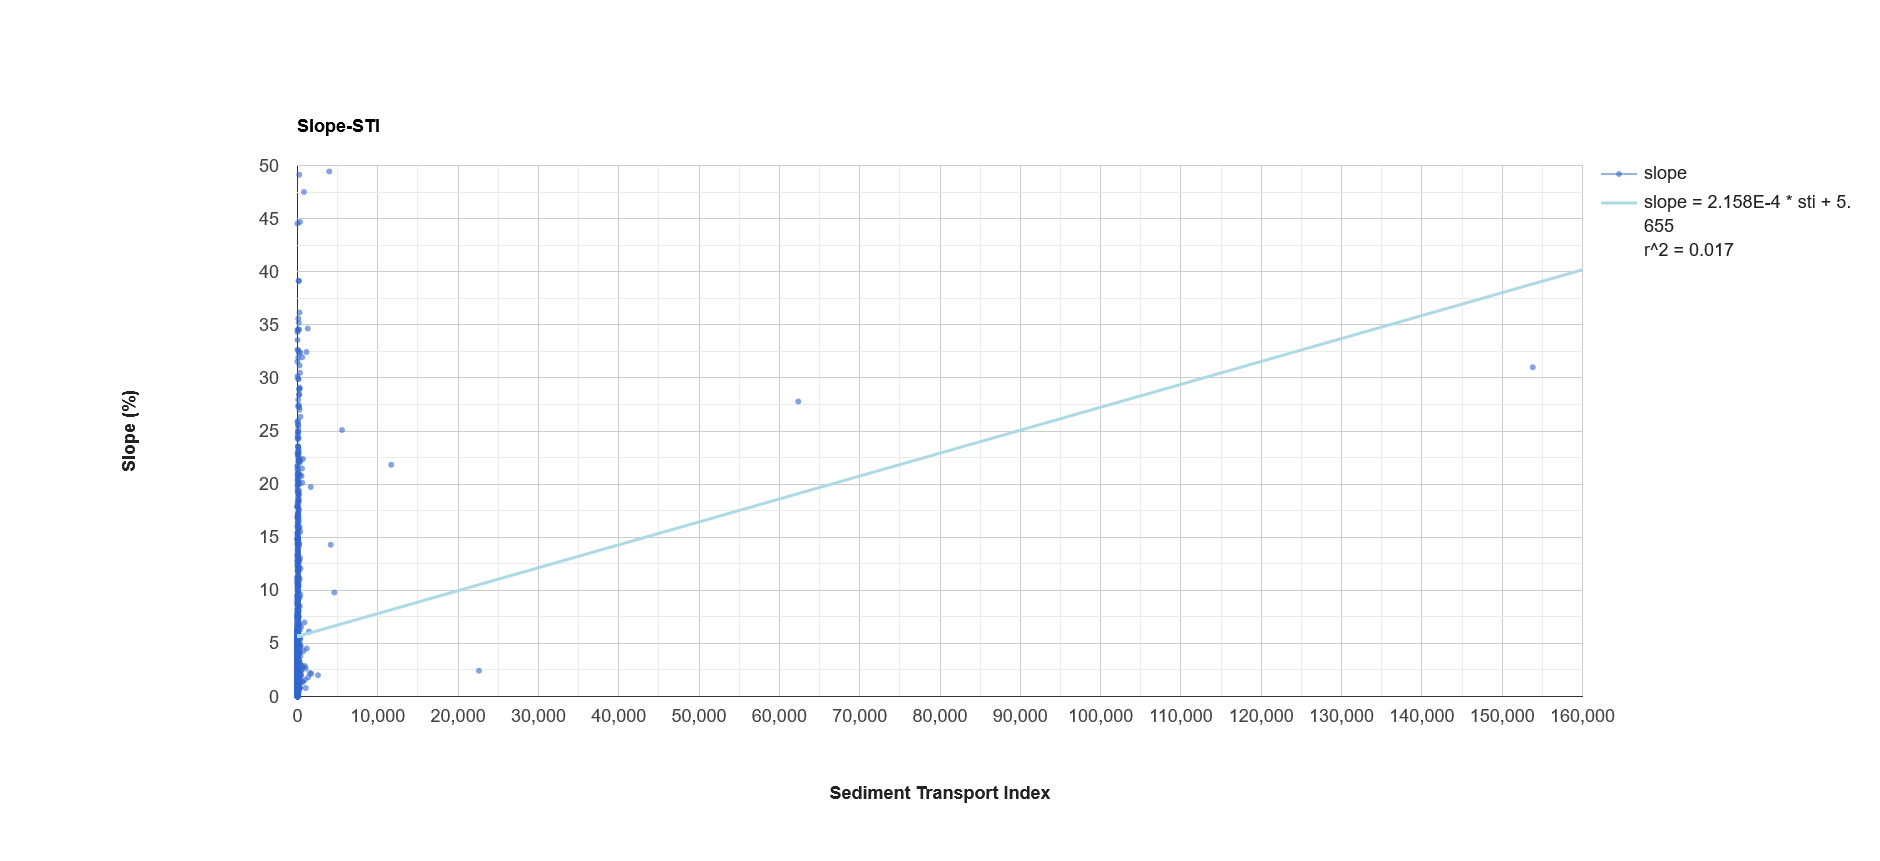 Slope-STI
50
45
40
35
30
25
20
15
10
5
0
Slope (%)
0 10,000 20,000 30,000 40,000 50,000 60,000 70,000 80,000 90,000 100,000 110,000 120,000 130,000 140,000 150,000 160,000
Sediment Transport Index
slope
slope = 2.158E-4 * sti + 5.
655
r^2 = 0.017